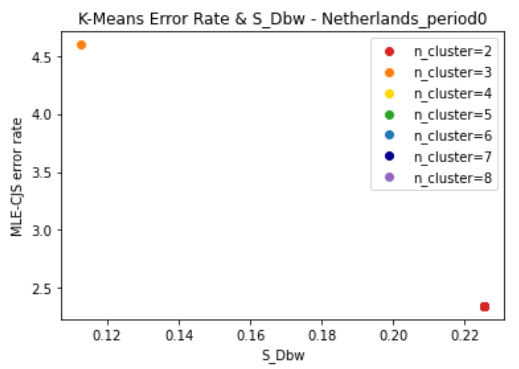 K-Means Error Rate & S_Dbw - Netherlands_period0
MLE-CJS error rate
4.5
4.0
3.5
3.0
2.5
n_cluster=2
n_cluster=3
n_cluster=4
n_cluster=5
n_cluster=6
n_cluster=7
n_cluster=8
0.12 0.14 0.16 0.18 0.20 0.22
S_Dbw